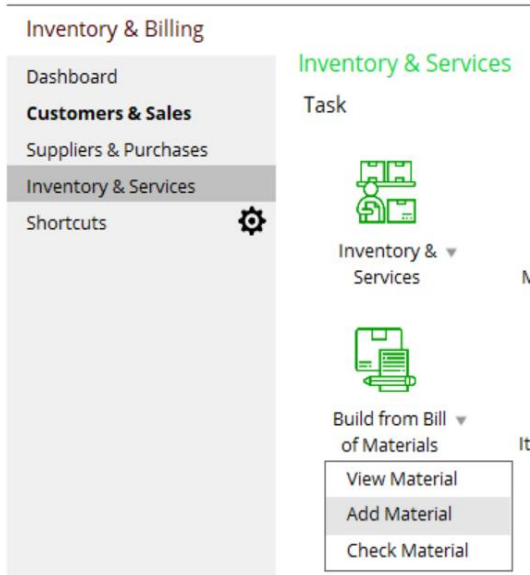 Inventory & Billing
Dashboard
Customers & Sales
Suppliers & Purchases
Inventory & Services
Shortcuts
Inventory & Services
Task
Inventory &
Services
Build from Bill
of Materials
View Material
Add Material
Check Material